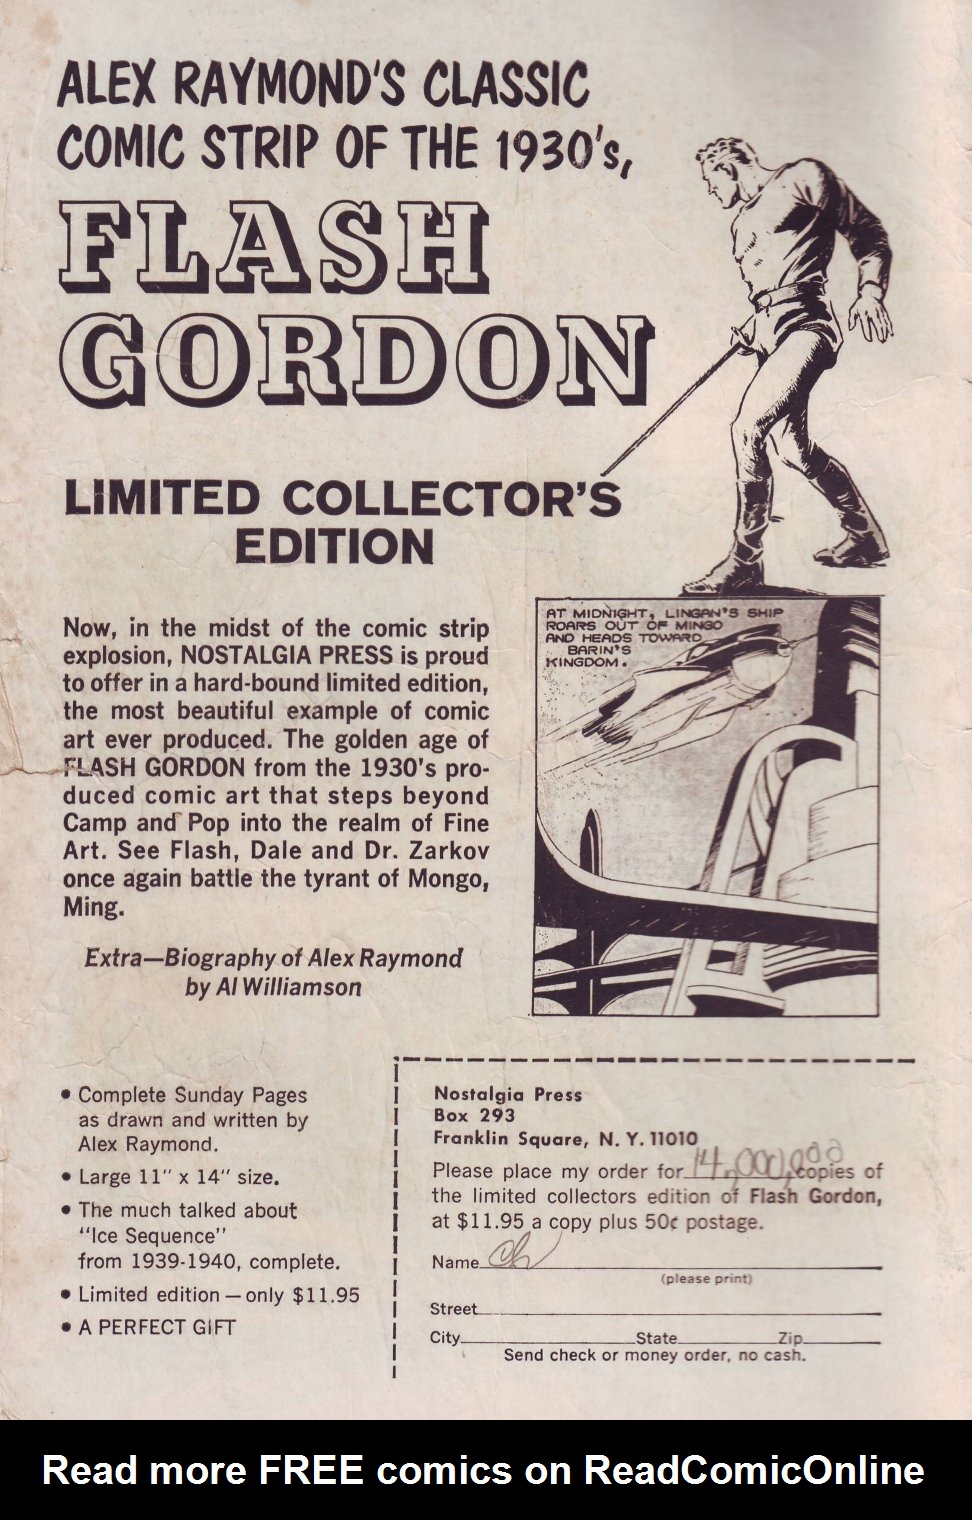 ALEX RAYMOND'S CLASSIC
COMIC STRIP OF THE 1930's,
FLASH
GORDON
LIMITED COLLECTOR'S
EDITION
Now, in the midst of the comic strip
explosion, NOSTALGIA PRESS is proud
to offer in a hard-bound limited edition,
the most beautiful example of comic
art ever produced. The golden age of
FLASH GORDON from the 1930's pro-
duced comic art that steps beyond
Camp and Pop into the realm of Fine
Art. See Flash, Dale and Dr. Zarkov
once again battle the tyrant of Mongo,
Ming.
Extra—Biography of Alex Raymond
by Al Williamson
AT MIDNIGHT, LINGAN'S SHIP
ROARS OUT OF MINGO
AND HEADS TOWARD
BARIN'S
KINGDOM.
• Complete Sunday Pages
as drawn and written by
Alex Raymond.
• Large 11" x 14" size.
• The much talked about
"Ice Sequence"
from 1939-1940, complete.
• Limited edition — only $11.95
• A PERFECT GIFT
Nostalgia Press
Box 293
Franklin Square, N. Y. 11010
Please place my order for 14,000,000 copies of
the limited collectors edition of Flash Gordon,
at $11.95 a copy plus 50¢ postage.
Name
(please print)
Street
City State Zip
Send check or money order, no cash.
Read more FREE comics on ReadComicOnline